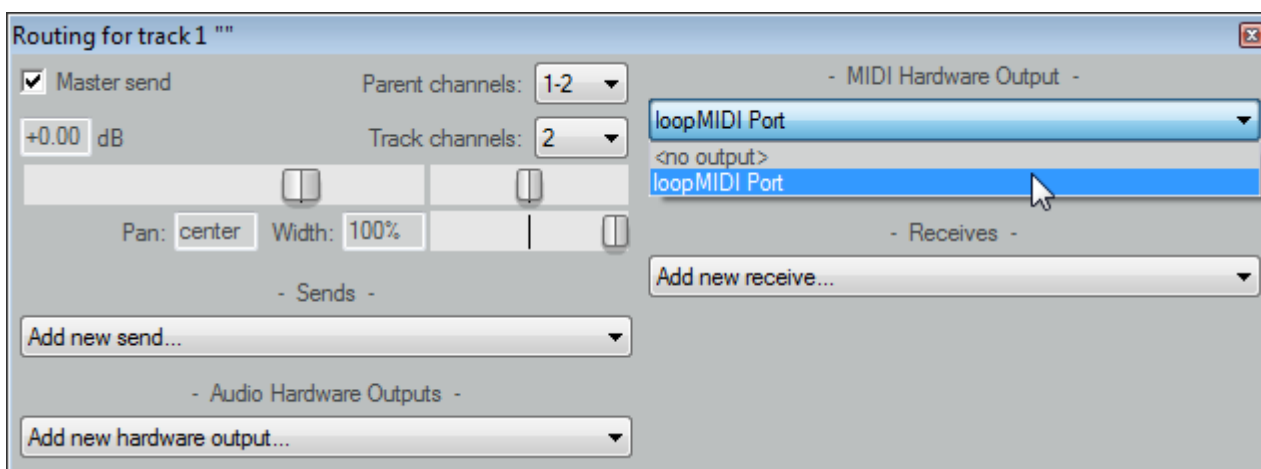 Routing for track 1 ""
Master send
Parent channels: 1-2
+0.00 dB
Track channels: 2
Pan: center Width: 100%
- Sends -
Add new send...
- Audio Hardware Outputs -
Add new hardware output...
- MIDI Hardware Output -
loopMIDI Port
<no output>
loopMIDI Port
- Receives -
Add new receive...